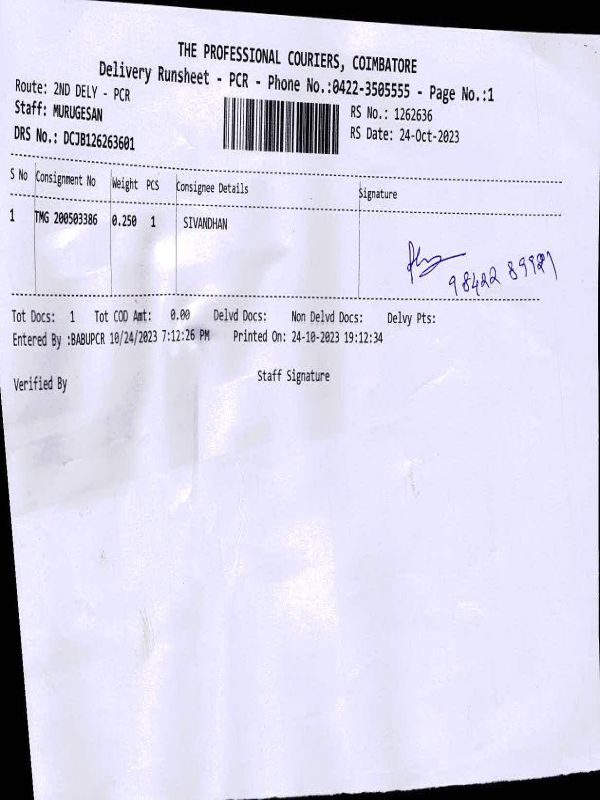 THE PROFESSIONAL COURIERS, COIMBATORE
Delivery Runsheet - PCR - Phone No.:0422-3505555 - Page No.:1
Route: 2ND DELY - PCR
RS No.: 1262636
Staff: MURUGESAN
RS Date: 24-Oct-2023
DRS No.: DCJB126263601
S No Consignment No Weight PCS Consignee Details Signature
1 TMG 200503386 0.250 1 SIVANDHAN
Tot Docs: 1 Tot COD Amt: 0.00 Delvd Docs: Non Delvd Docs: Delvy Pts:
Entered By :BABUPCR 10/24/2023 7:12:26 PM Printed On: 24-10-2023 19:12:34
Verified By Staff Signature